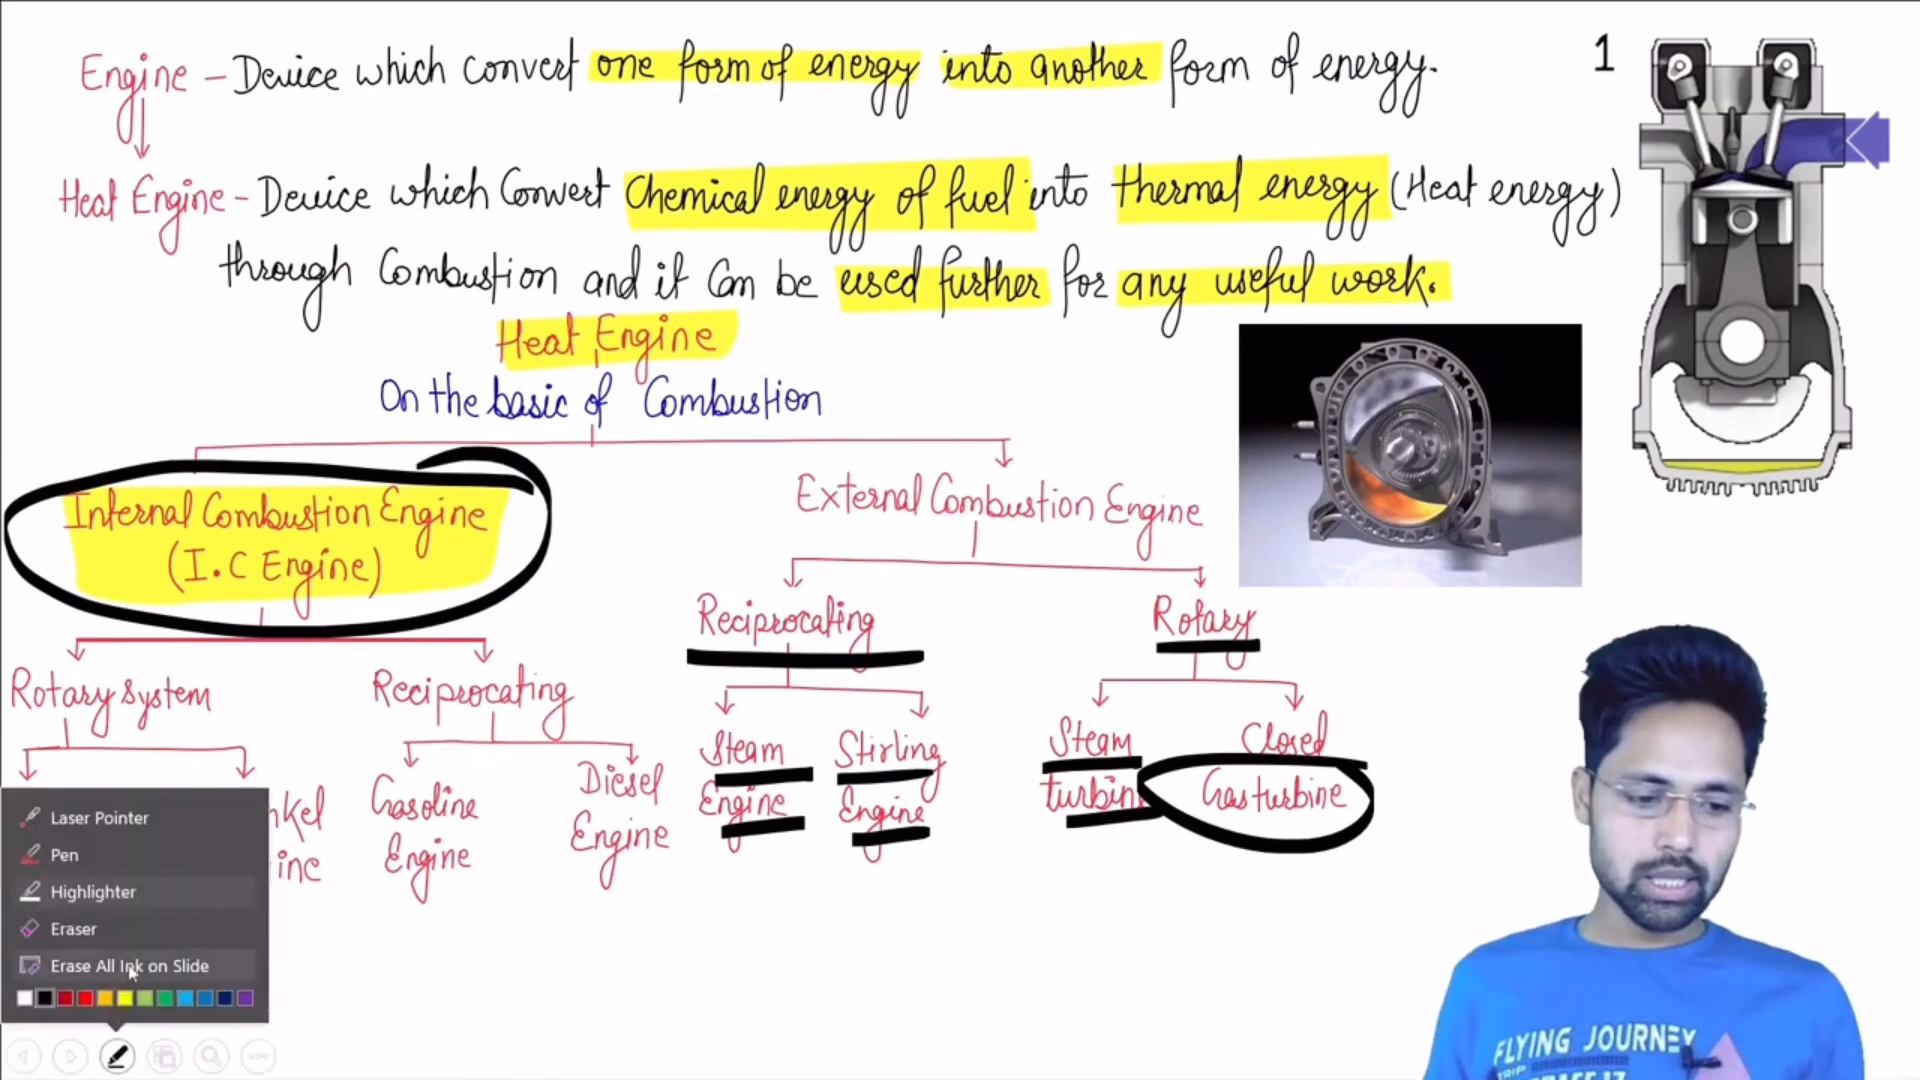 Engine – Device which convert one form of energy into another form of energy.
1
Heat Engine – Device which Convert Chemical energy of fuel into thermal energy (Heat energy)
through Combustion and it Can be used further for any useful work.
Heat Engine
On the basic of Combustion
Internal Combustion Engine
(I.C Engine)
External Combustion Engine
Rotary system
Reciprocating
Reciprocating
Rotary
Gasoline
Engine
Diesel
Engine
Steam
Engine
Stirling
Engine
Steam
Closed
Gas turbine
Laser Pointer
Pen
Highlighter
Eraser
Erase All Ink on Slide
FLYING JOURNEY
TRIP